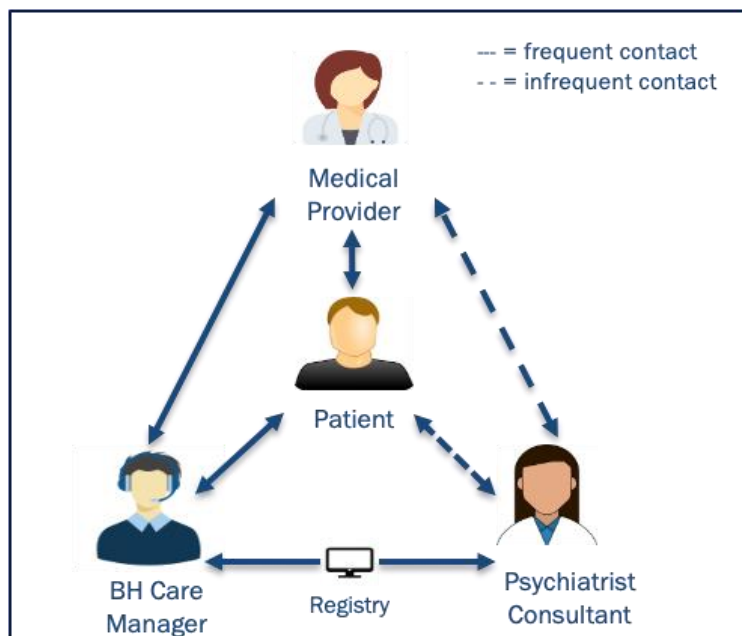 --- = frequent contact
- - = infrequent contact
Medical
Provider
Patient
BH Care
Manager
Registry
Psychiatrist
Consultant